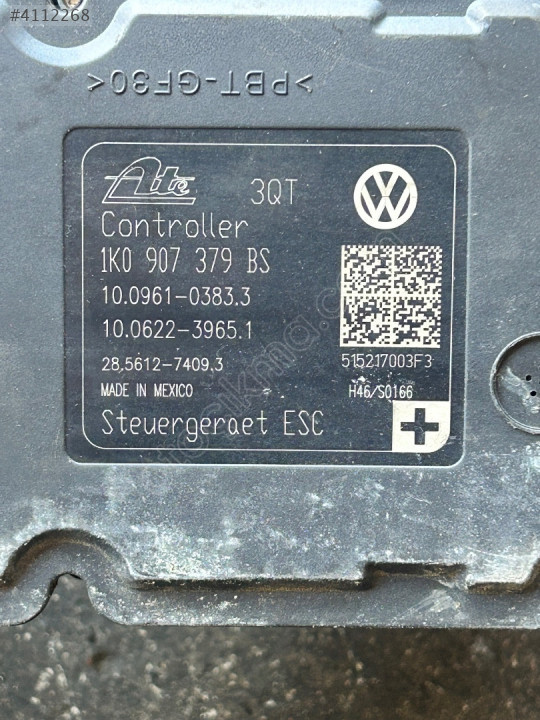 #4112268
>PBT-GF30<
Ate 3QT
Controller
1K0 907 379 BS
10.0961-0383.3
10.0622-3965.1
28.5612-7409.3
515217003F3
MADE IN MEXICO
H46/S0166
Steuergeraet ESC